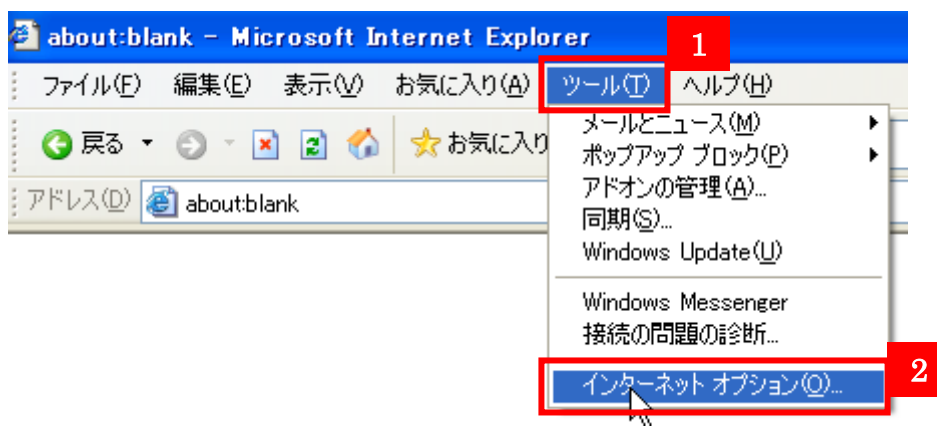 about:blank - Microsoft Internet Explorer
1
ファイル(F) 編集(E) 表示(V) お気に入り(A) ツール(T) ヘルプ(H)
戻る お気に入り
アドレス(D) about:blank
メールとニュース(M)
ポップアップ ブロック(P)
アドオンの管理(A)...
同期(S)...
Windows Update(U)
Windows Messenger
接続の問題の診断...
インターネット オプション(O)...
2